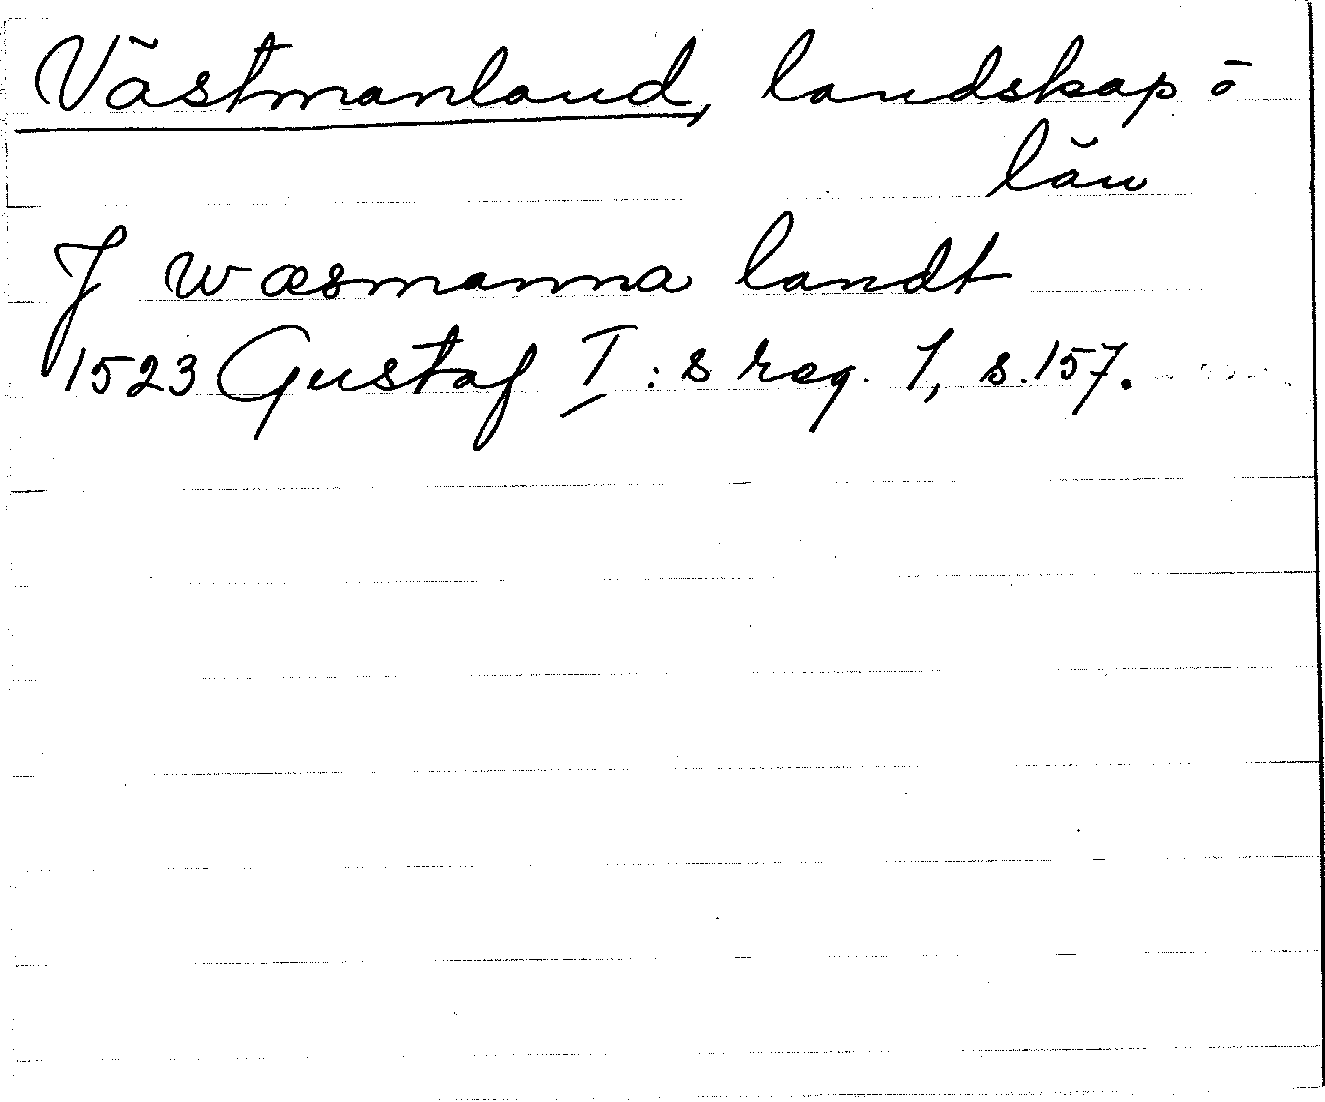 Västmanland, landskap o
län
J wæsmanna landt
1523 Gustaf I:s reg. 1, s. 157.